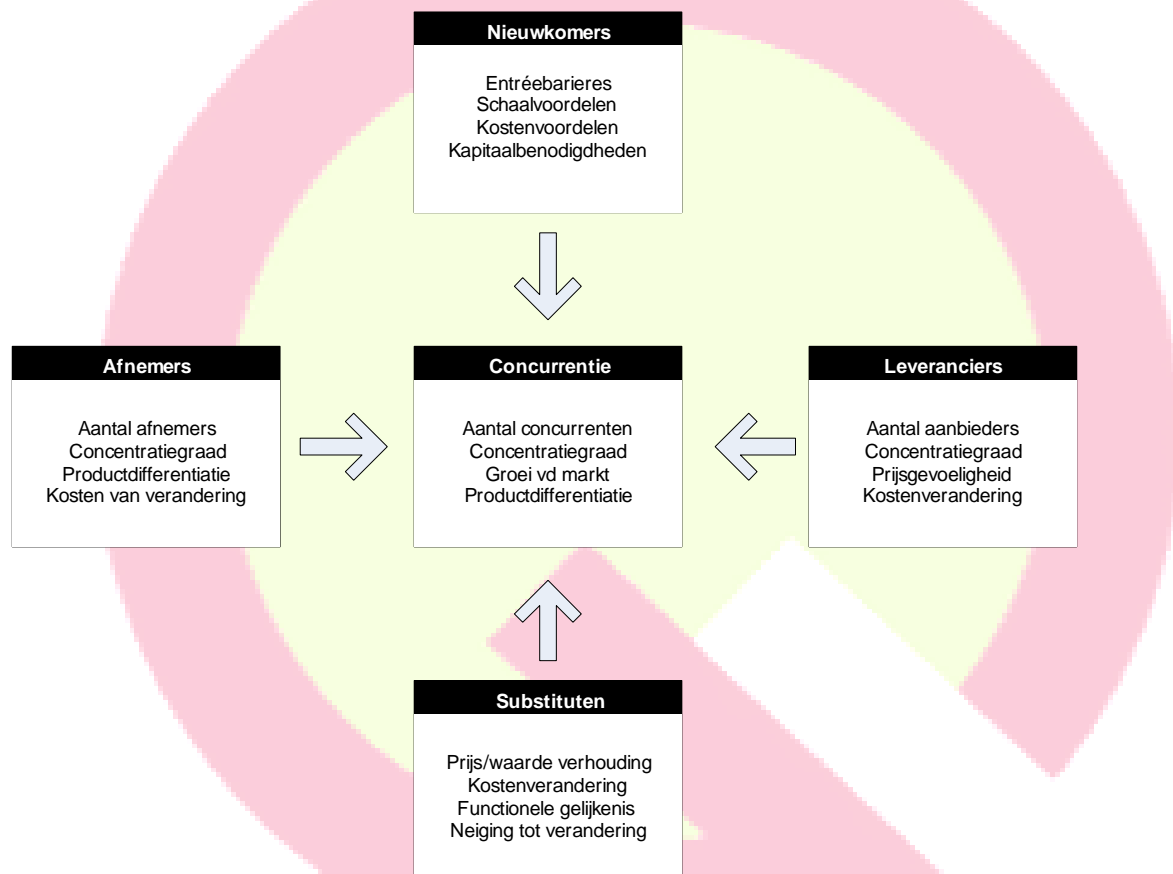 Nieuwkomers
Entréebarieres
Schaalvoordelen
Kostenvoordelen
Kapitaalbenodigdheden
Afnemers
Aantal afnemers
Concentratiegraad
Productdifferentiatie
Kosten van verandering
Concurrentie
Aantal concurrenten
Concentratiegraad
Groei vd markt
Productdifferentiatie
Leveranciers
Aantal aanbieders
Concentratiegraad
Prijsgevoeligheid
Kostenverandering
Substituten
Prijs/waarde verhouding
Kostenverandering
Functionele gelijkenis
Neiging tot verandering